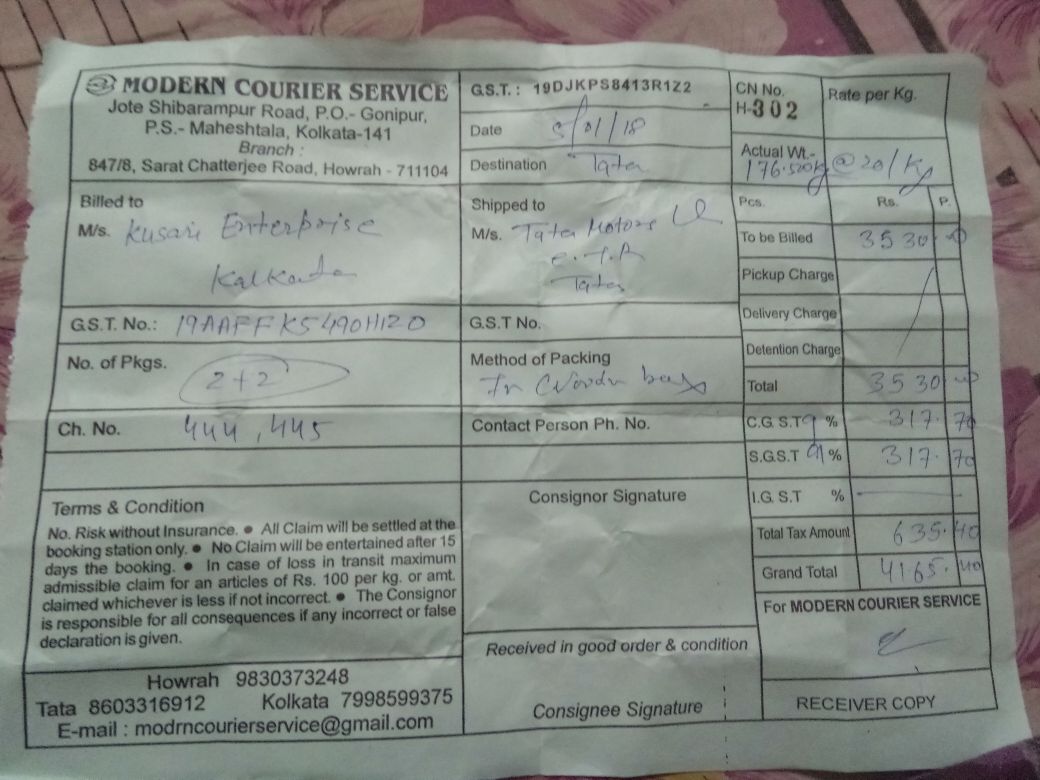 MODERN COURIER SERVICE
Jote Shibarampur Road, P.O.- Gonipur,
P.S.- Maheshtala, Kolkata-141
Branch :
847/8, Sarat Chatterjee Road, Howrah - 711104
G.S.T. : 19DJKPS8413R1Z2
Date 5/01/18
Destination Tata
CN No.
H-302
Rate per Kg.
Actual Wt.-
176.500kg @ 20/Kg
Billed to
M/s. Kusari Enterprise
Kalkata
Shipped to
M/s. Tata Motors
Tata
Pcs. Rs. P.
To be Billed 3530.00
Pickup Charge
Delivery Charge
Detention Charge
Total 3530.00
C.G.S.T 9 % 317.70
S.G.S.T 9 % 317.70
I.G.S.T %
Total Tax Amount 635.40
Grand Total 4165.40
G.S.T. No.: 19AAFFK5490H1ZO
G.S.T No.
No. of Pkgs.
2+2
Method of Packing
In Wooden box
Ch. No. 444, 445
Contact Person Ph. No.
Terms & Condition
No. Risk without Insurance. ● All Claim will be settled at the
booking station only. ● No Claim will be entertained after 15
days the booking. ● In case of loss in transit maximum
admissible claim for an articles of Rs. 100 per kg. or amt.
claimed whichever is less if not incorrect. ● The Consignor
is responsible for all consequences if any incorrect or false
declaration is given.
Consignor Signature
Received in good order & condition
Consignee Signature
For MODERN COURIER SERVICE
RECEIVER COPY
Howrah 9830373248
Tata 8603316912 Kolkata 7998599375
E-mail : modrncourierservice@gmail.com